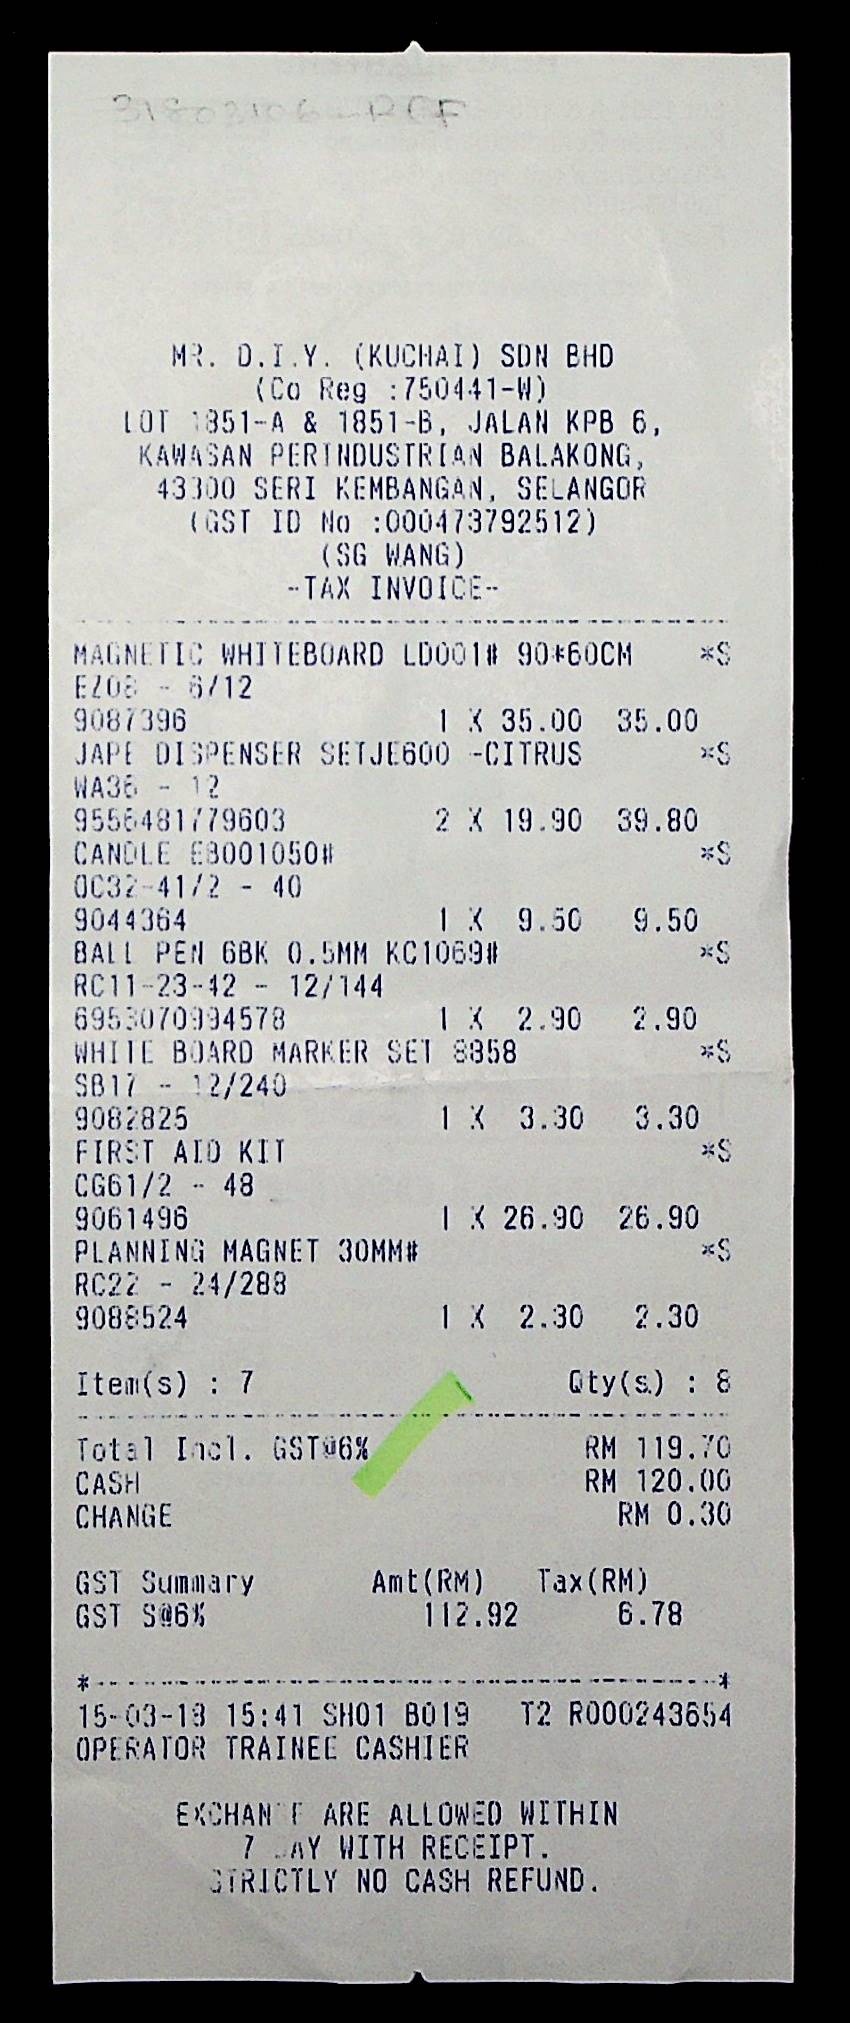 MR. D.I.Y. (KUCHAI) SDN BHD
(Co Reg :750441-W)
LOT 1851-A & 1851-B, JALAN KPB 6,
KAWASAN PERINDUSTRIAN BALAKONG,
43300 SERI KEMBANGAN, SELANGOR
(GST ID No :000473792512)
(SG WANG)
-TAX INVOICE-
MAGNETIC WHITEBOARD LD001# 90*60CM *S
EZ08 - 6/12
9087396 1 X 35.00 35.00
JAPE DISPENSER SETJE600 -CITRUS *S
WA36 - 12
9556481779603 2 X 19.90 39.80
CANDLE EB001050# *S
OC32-41/2 - 40
9044364 1 X 9.50 9.50
BALL PEN 6BK 0.5MM KC1069# *S
RC11-23-42 - 12/144
6953070994578 1 X 2.90 2.90
WHITE BOARD MARKER SET 8858 *S
SB17 - 12/240
9082825 1 X 3.30 3.30
FIRST AID KIT *S
CG61/2 - 48
9061496 1 X 26.90 26.90
PLANNING MAGNET 30MM# *S
RC22 - 24/288
9088524 1 X 2.30 2.30
Item(s) : 7 Qty(s) : 8
Total Incl. GST@6% RM 119.70
CASH RM 120.00
CHANGE RM 0.30
GST Summary Amt(RM) Tax(RM)
GST S@6% 112.92 6.78
*--------------------------------------*
15-03-18 15:41 SH01 B019 T2 R000243654
OPERATOR TRAINEE CASHIER
ARE ALLOWED WITHIN
7 WITH RECEIPT.
STRICTLY NO CASH REFUND.